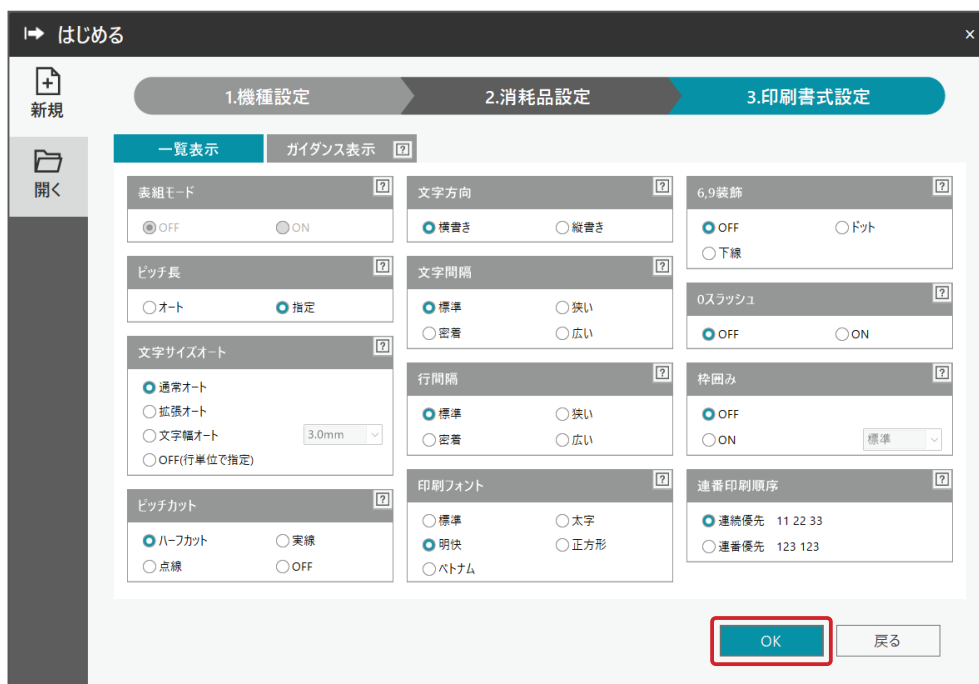 はじめる
×
新規
開く
1.機種設定
2.消耗品設定
3.印刷書式設定
一覧表示
ガイダンス表示 ?
表組モード ?
OFF ON
ピッチ長 ?
オート 指定
文字サイズオート ?
通常オート
拡張オート
文字幅オート 3.0mm
OFF(行単位で指定)
ピッチカット ?
ハーフカット 実線
点線 OFF
文字方向 ?
横書き 縦書き
文字間隔 ?
標準 狭い
密着 広い
行間隔 ?
標準 狭い
密着 広い
印刷フォント ?
標準 太字
明快 正方形
ベトナム
6,9装飾 ?
OFF ドット
下線
0スラッシュ ?
OFF ON
枠囲み ?
OFF
ON 標準
連番印刷順序 ?
連続優先 11 22 33
連番優先 123 123
OK
戻る